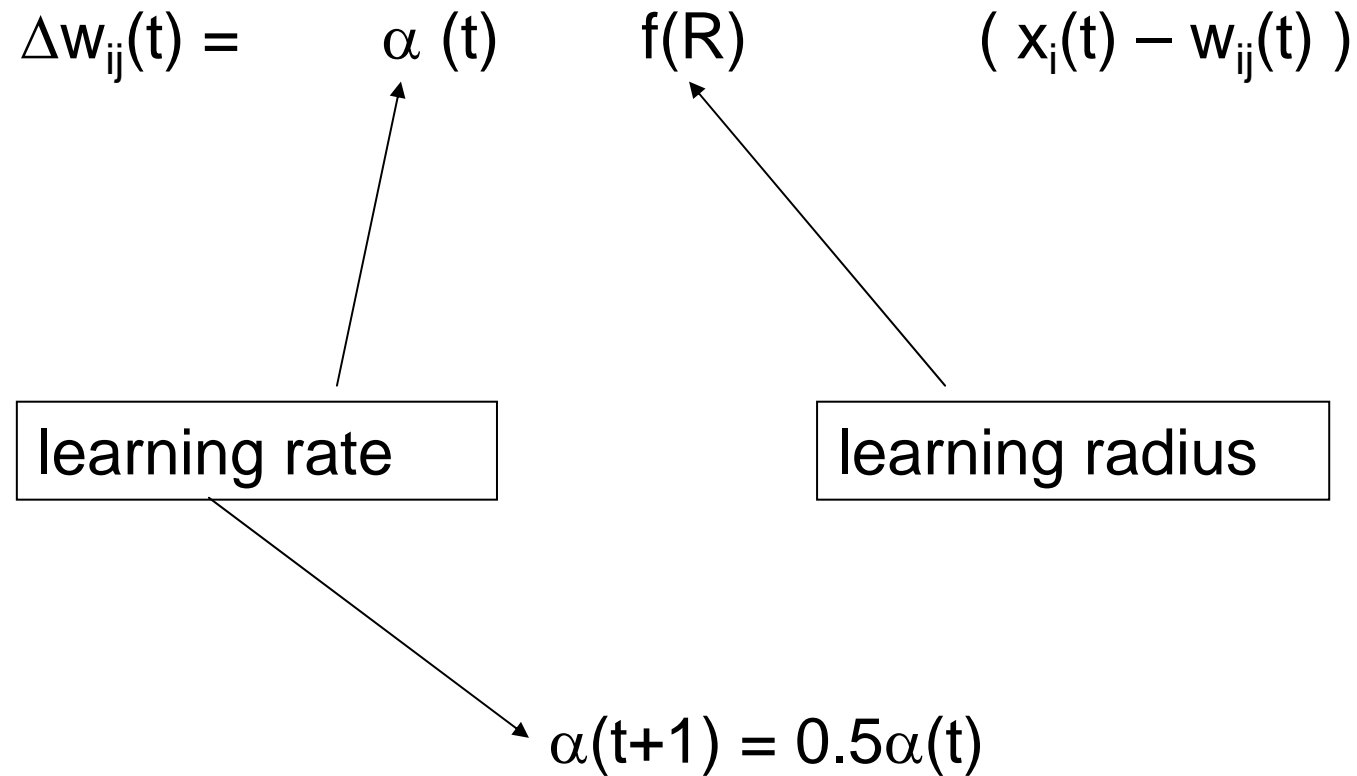 Δwᵢⱼ(t) = α (t) f(R) ( xᵢ(t) – wᵢⱼ(t) )
learning rate learning radius
α(t+1) = 0.5α(t)